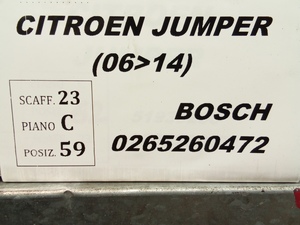 CITROEN JUMPER
(06>14)
SCAFF. 23
PIANO C
POSIZ. 59
BOSCH
0265260472